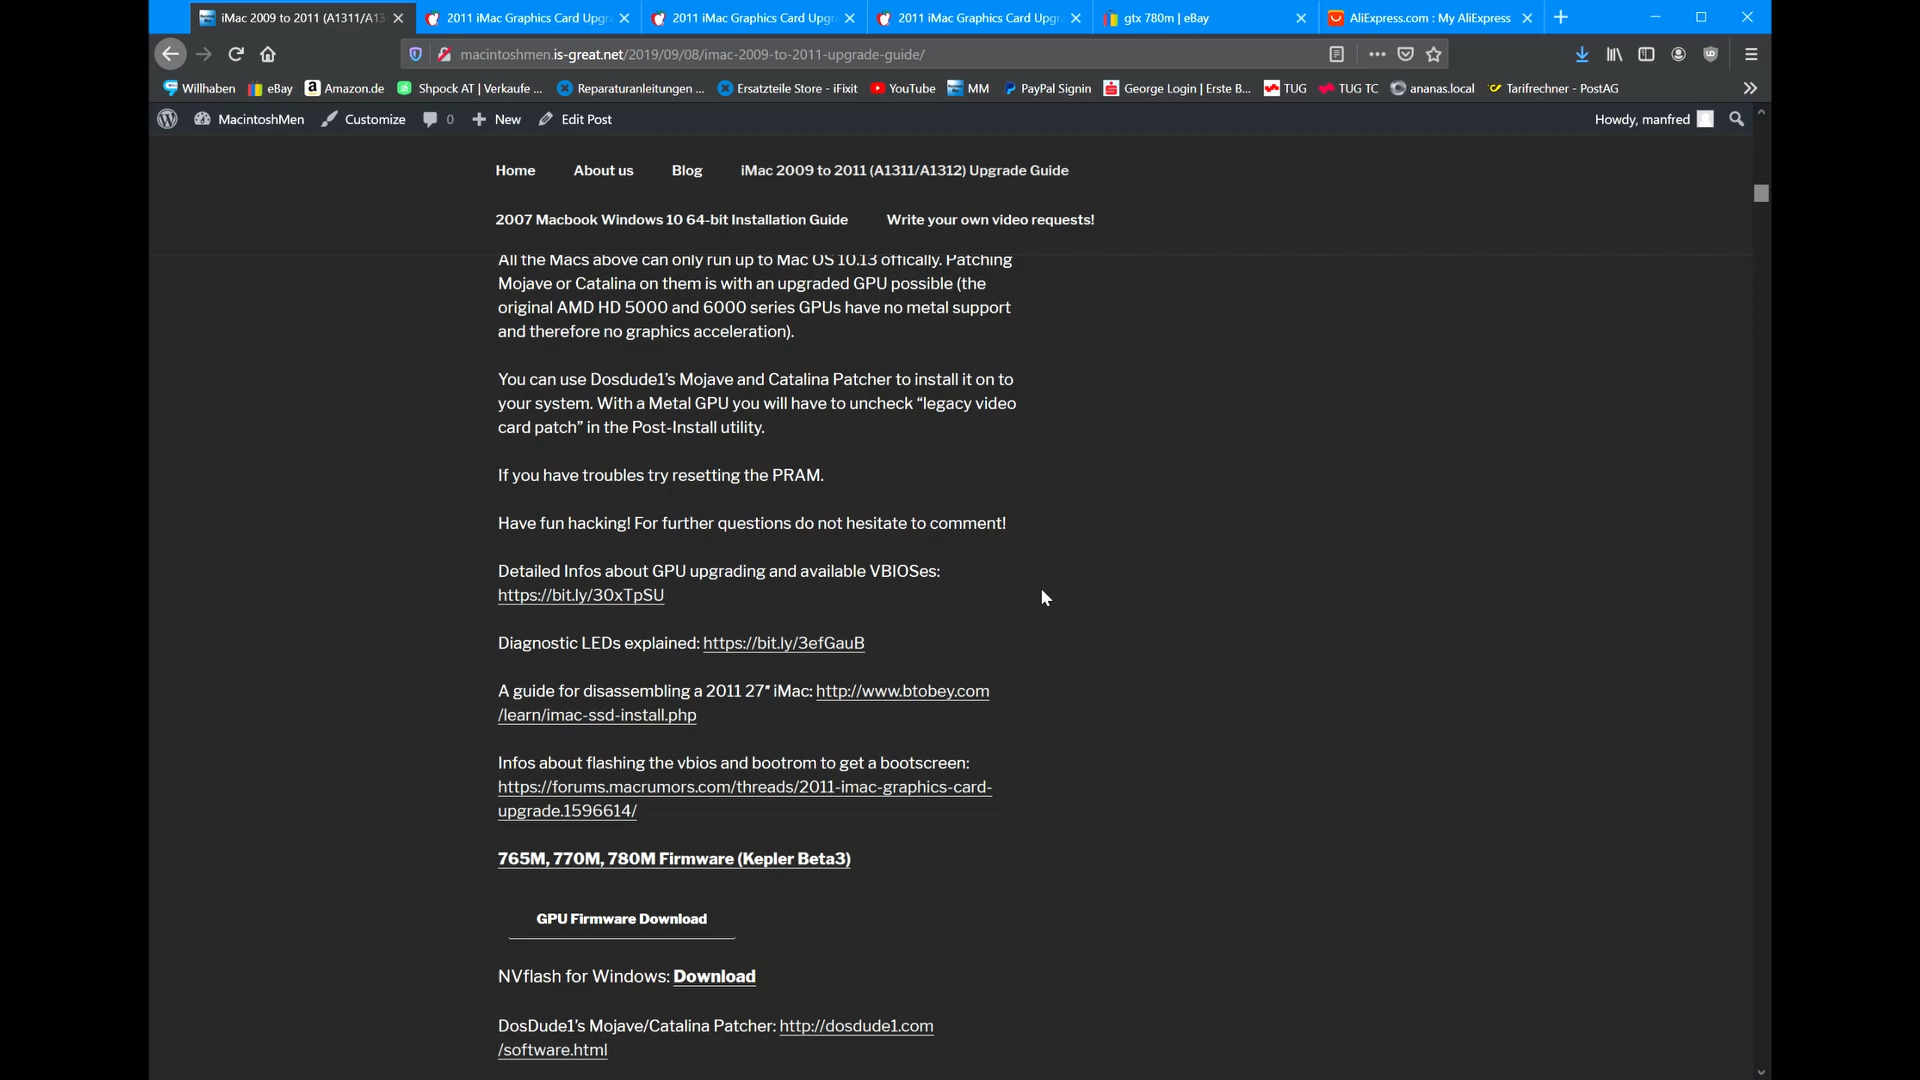 iMac 2009 to 2011 (A1311/A13
2011 iMac Graphics Card Upgr
2011 iMac Graphics Card Upgr
2011 iMac Graphics Card Upgr
gtx 780m | eBay
AliExpress.com : My AliExpress
macintoshmen.is-great.net/2019/09/08/imac-2009-to-2011-upgrade-guide/
Willhaben
eBay
Amazon.de
Shpock AT | Verkaufe ...
Reparaturanleitungen ...
Ersatzteile Store - iFixit
YouTube
MM
PayPal Signin
George Login | Erste B...
TUG
TUG TC
ananas.local
Tarifrechner - PostAG
MacintoshMen
Customize
0
New
Edit Post
Howdy, manfred
Home
About us
Blog
iMac 2009 to 2011 (A1311/A1312) Upgrade Guide
2007 Macbook Windows 10 64-bit Installation Guide
Write your own video requests!
All the Macs above can only run up to Mac OS 10.13 offically. Patching
Mojave or Catalina on them is with an upgraded GPU possible (the
original AMD HD 5000 and 6000 series GPUs have no metal support
and therefore no graphics acceleration).
You can use Dosdude1's Mojave and Catalina Patcher to install it on to
your system. With a Metal GPU you will have to uncheck “legacy video
card patch” in the Post-Install utility.
If you have troubles try resetting the PRAM.
Have fun hacking! For further questions do not hesitate to comment!
Detailed Infos about GPU upgrading and available VBIOSes:
https://bit.ly/30xTpSU
Diagnostic LEDs explained: https://bit.ly/3efGauB
A guide for disassembling a 2011 27″ iMac: http://www.btobey.com
/learn/imac-ssd-install.php
Infos about flashing the vbios and bootrom to get a bootscreen:
https://forums.macrumors.com/threads/2011-imac-graphics-card-
upgrade.1596614/
765M, 770M, 780M Firmware (Kepler Beta3)
GPU Firmware Download
NVflash for Windows: Download
DosDude1's Mojave/Catalina Patcher: http://dosdude1.com
/software.html